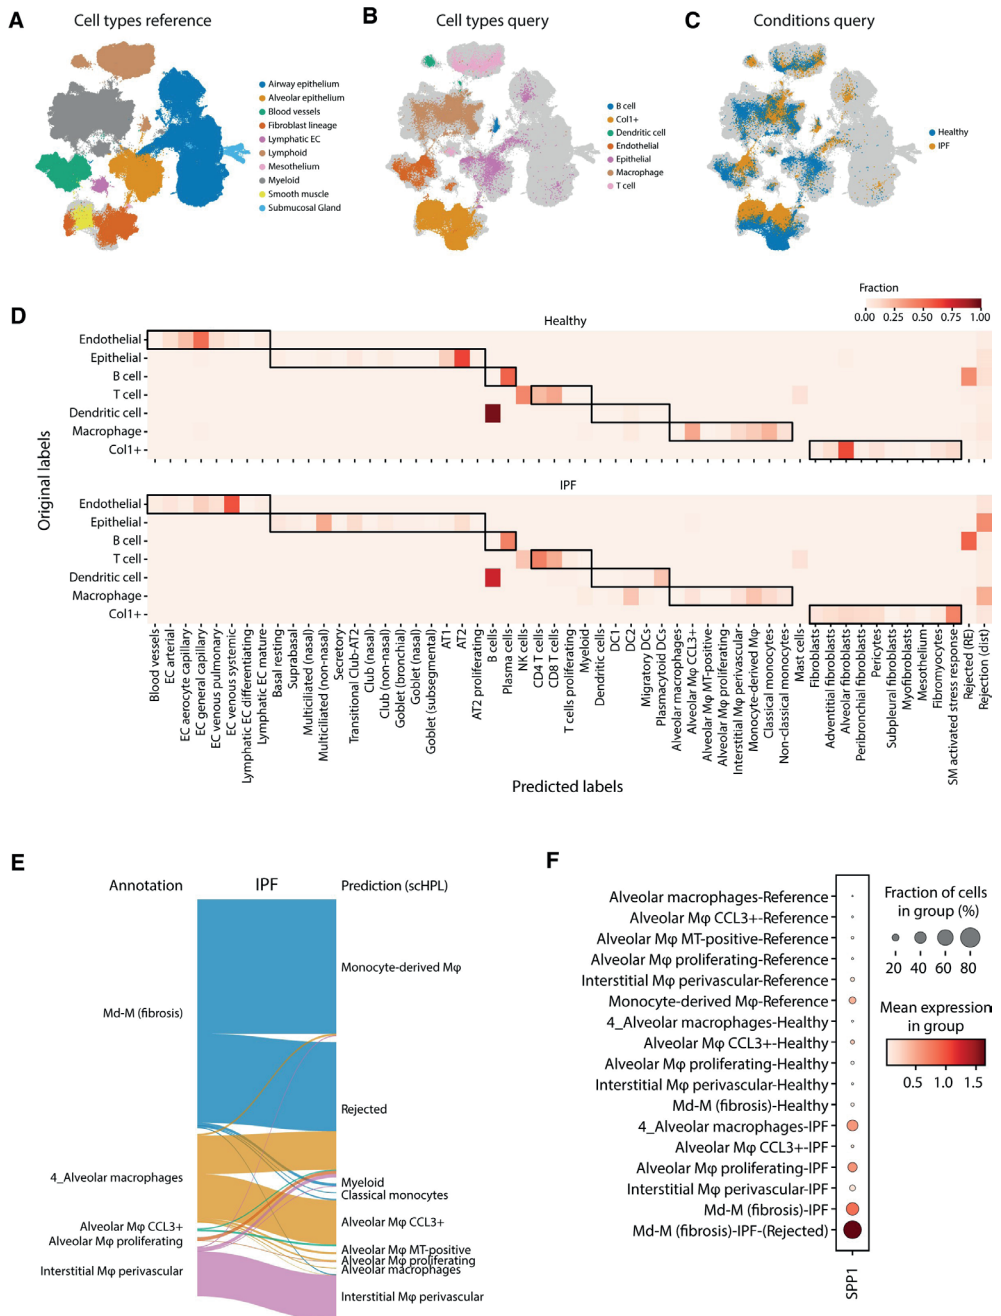 A
Cell types reference
Airway epithelium
Alveolar epithelium
Blood vessels
Fibroblast lineage
Lymphatic EC
Lymphoid
Mesothelium
Myeloid
Smooth muscle
Submucosal Gland
B
Cell types query
B cell
Col1+
Dendritic cell
Endothelial
Epithelial
Macrophage
T cell
C
Conditions query
Healthy
IPF
D
Fraction
0.00 0.25 0.50 0.75 1.00
Healthy
Endothelial
Epithelial
B cell
T cell
Dendritic cell
Macrophage
Col1+
Original labels
IPF
Endothelial
Epithelial
B cell
T cell
Dendritic cell
Macrophage
Col1+
Blood vessels
EC arterial
EC aerocyte capillary
EC general capillary
EC venous pulmonary
EC venous systemic
Lymphatic EC differentiating
Lymphatic EC mature
Basal resting
Suprabasal
Multiciliated (nasal)
Multiciliated (non-nasal)
Secretory
Transitional Club-AT2
Club (nasal)
Club (non-nasal)
Goblet (bronchial)
Goblet (nasal)
Goblet (subsegmental)
AT1
AT2
AT2 proliferating
B cells
Plasma cells
NK cells
CD4 T cells
CD8 T cells
T cells proliferating
Myeloid
Dendritic cells
DC1
DC2
Migratory DCs
Plasmacytoid DCs
Alveolar macrophages
Alveolar Mφ CCL3+
Alveolar Mφ MT-positive
Alveolar Mφ proliferating
Interstitial Mφ perivascular
Monocyte-derived Mφ
Classical monocytes
Non-classical monocytes
Mast cells
Fibroblasts
Adventitial fibroblasts
Alveolar fibroblasts
Peribronchial fibroblasts
Pericytes
Subpleural fibroblasts
Myofibroblasts
Mesothelium
Fibromyocytes
SM activated stress response
Rejected (RE)
Rejection (dist)
Predicted labels
E
Annotation
IPF
Prediction (scHPL)
Md-M (fibrosis)
4_Alveolar macrophages
Alveolar Mφ CCL3+
Alveolar Mφ proliferating
Interstitial Mφ perivascular
Monocyte-derived Mφ
Rejected
Myeloid
Classical monocytes
Alveolar Mφ CCL3+
Alveolar Mφ MT-positive
Alveolar Mφ proliferating
Alveolar macrophages
Interstitial Mφ perivascular
F
Alveolar macrophages-Reference
Alveolar Mφ CCL3+-Reference
Alveolar Mφ MT-positive-Reference
Alveolar Mφ proliferating-Reference
Interstitial Mφ perivascular-Reference
Monocyte-derived Mφ-Reference
4_Alveolar macrophages-Healthy
Alveolar Mφ CCL3+-Healthy
Alveolar Mφ proliferating-Healthy
Interstitial Mφ perivascular-Healthy
Md-M (fibrosis)-Healthy
4_Alveolar macrophages-IPF
Alveolar Mφ CCL3+-IPF
Alveolar Mφ proliferating-IPF
Interstitial Mφ perivascular-IPF
Md-M (fibrosis)-IPF
Md-M (fibrosis)-IPF-(Rejected)
SPP1
Fraction of cells
in group (%)
20 40 60 80
Mean expression
in group
0.5 1.0 1.5